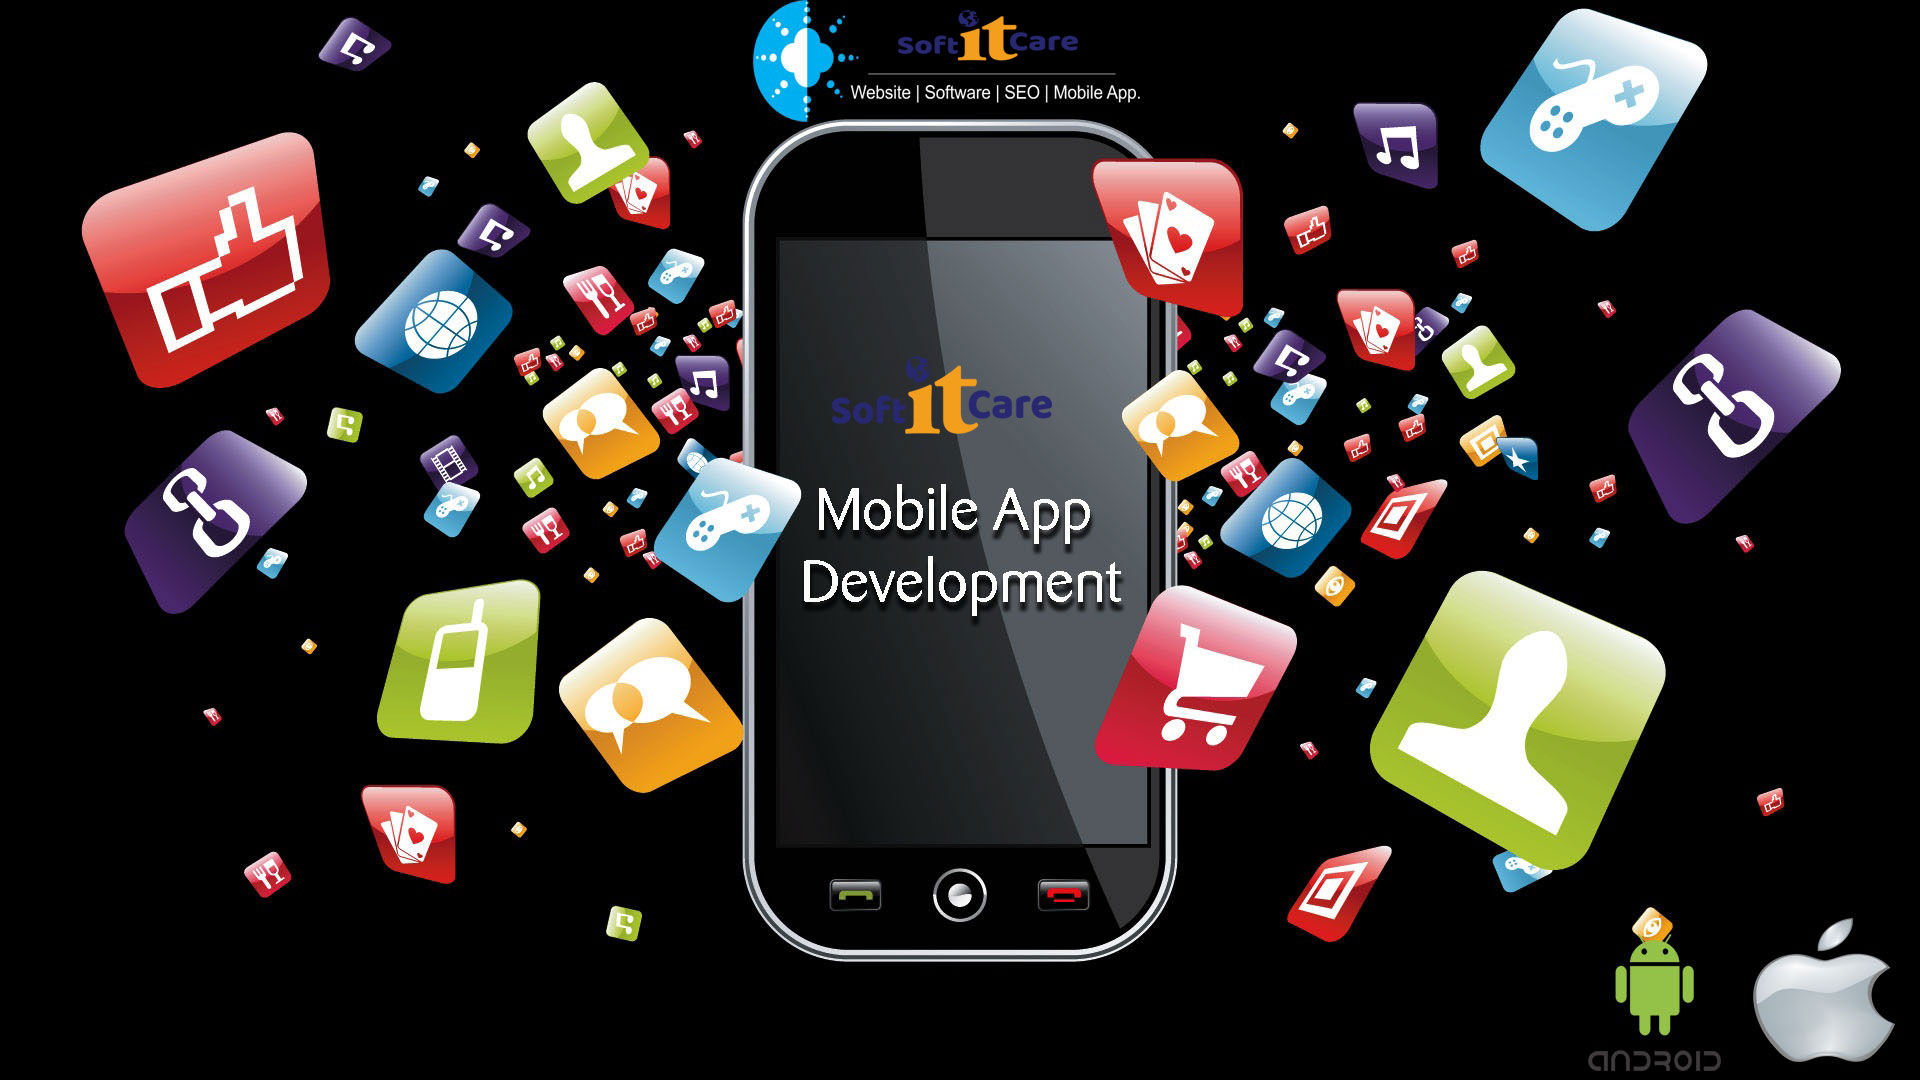 Soft it Care
Website | Software | SEO | Mobile App.
Soft it Care
Mobile App
Development
ANDROID